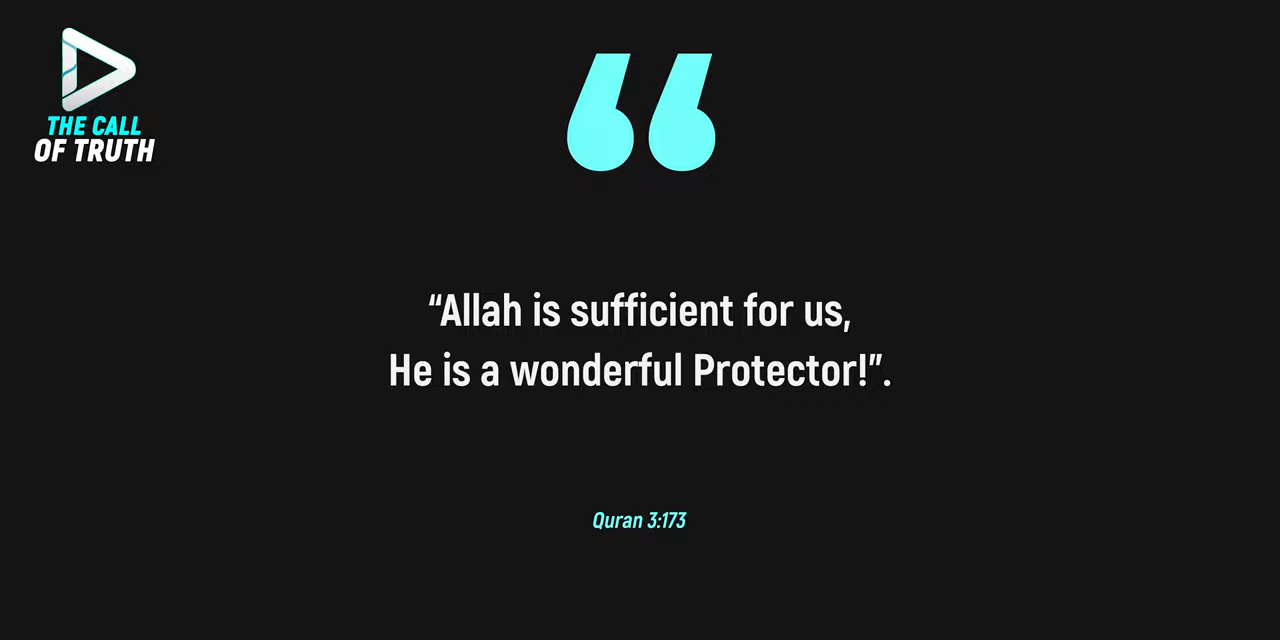 THE CALL
OF TRUTH
“Allah is sufficient for us,
He is a wonderful Protector!”.
Quran 3:173